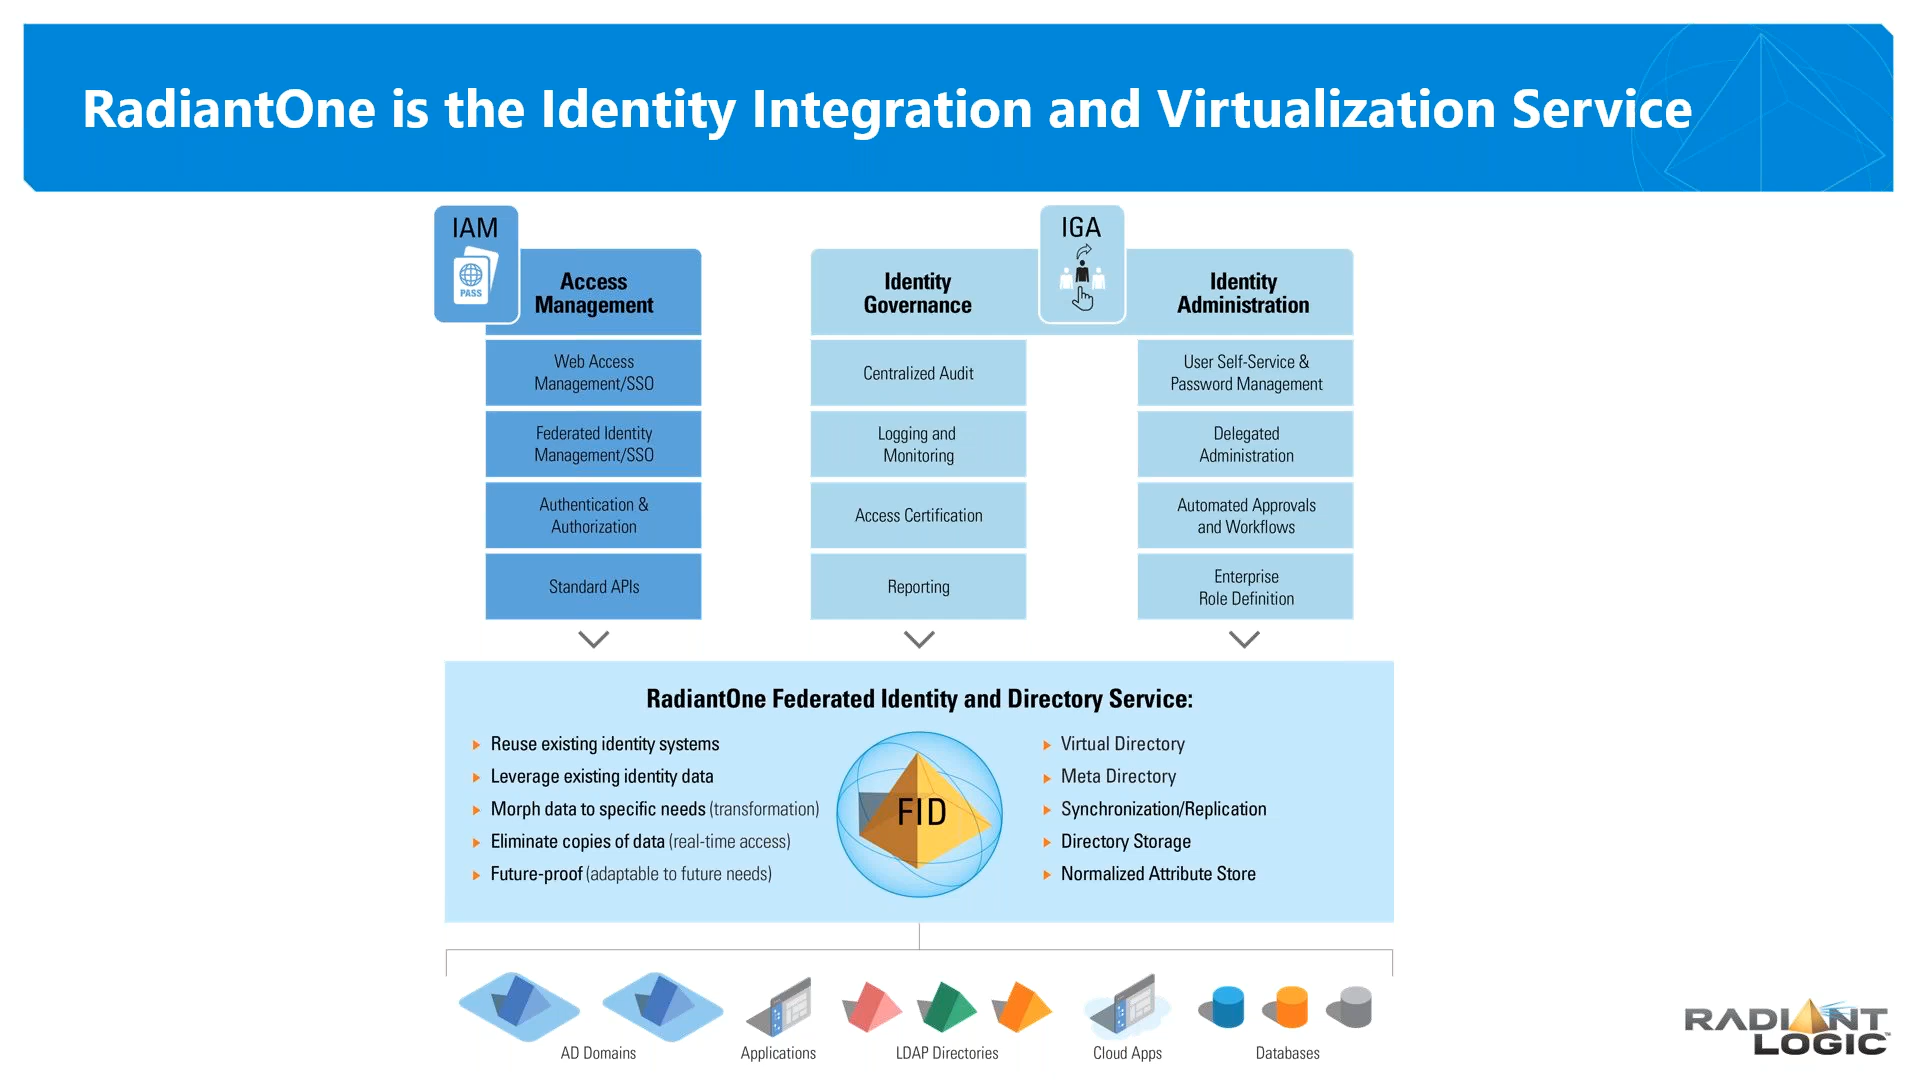 RadiantOne is the Identity Integration and Virtualization Service
IAM
PASS
Access
Management
Web Access
Management/SSO
Federated Identity
Management/SSO
Authentication &
Authorization
Standard APIs
IGA
Identity
Governance
Centralized Audit
Logging and
Monitoring
Access Certification
Reporting
Identity
Administration
User Self-Service &
Password Management
Delegated
Administration
Automated Approvals
and Workflows
Enterprise
Role Definition
RadiantOne Federated Identity and Directory Service:
Reuse existing identity systems
Leverage existing identity data
Morph data to specific needs (transformation)
Eliminate copies of data (real-time access)
Future-proof (adaptable to future needs)
FID
Virtual Directory
Meta Directory
Synchronization/Replication
Directory Storage
Normalized Attribute Store
AD Domains
Applications
LDAP Directories
Cloud Apps
Databases
RADIANT
LOGIC™